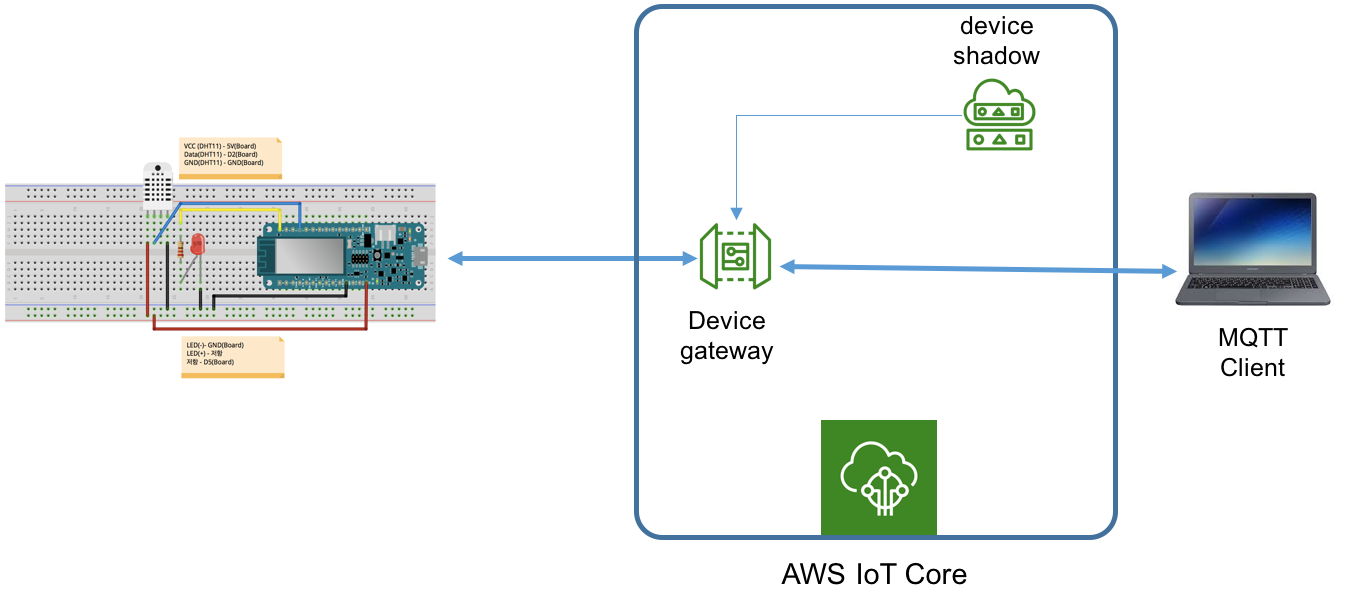 device
shadow
VCC (DHT11) - 5V(Board)
Data(DHT11) - D2(Board)
GND(DHT11) - GND(Board)
Device
gateway
MQTT
Client
LED(-)- GND(Board)
LED(+) - 저항
저항 - D5(Board)
AWS IoT Core